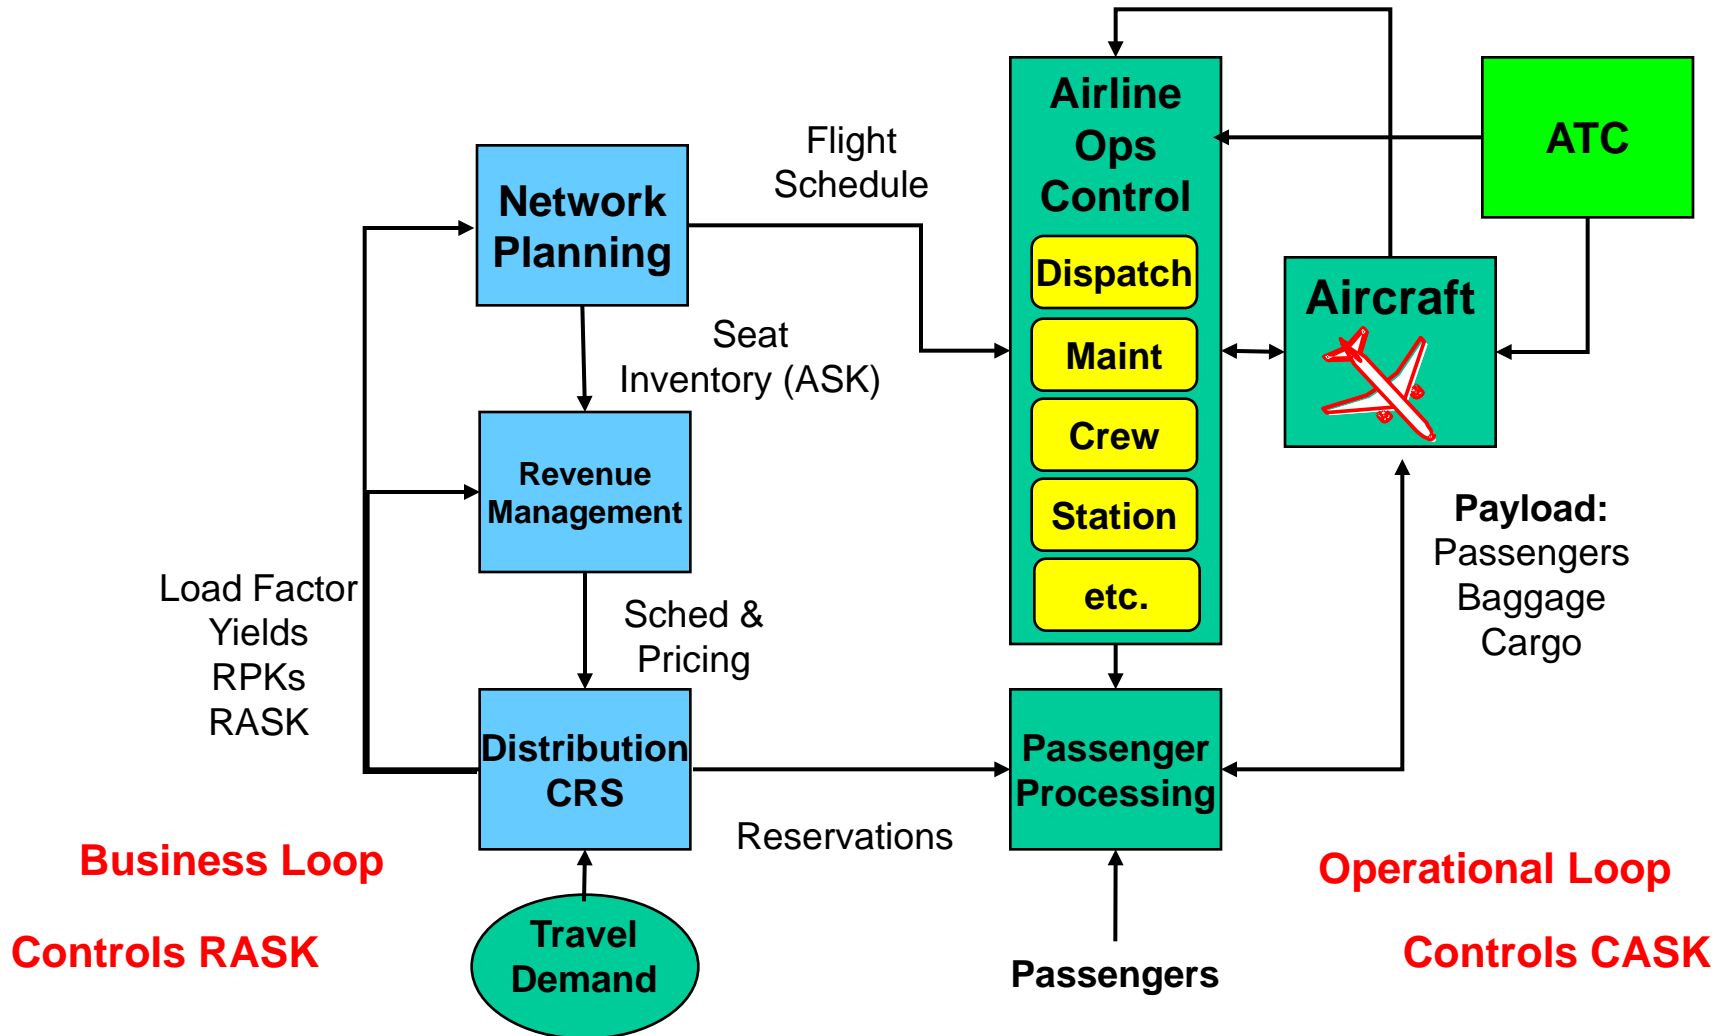 Airline
Ops
Control
ATC
Flight
Schedule
Network
Planning
Dispatch
Aircraft
Seat
Inventory (ASK)
Maint
Crew
Revenue
Management
Station
Payload:
Passengers
Baggage
Cargo
etc.
Load Factor
Yields
RPKs
RASK
Sched &
Pricing
Distribution
CRS
Passenger
Processing
Reservations
Business Loop
Operational Loop
Controls RASK
Travel
Demand
Passengers
Controls CASK